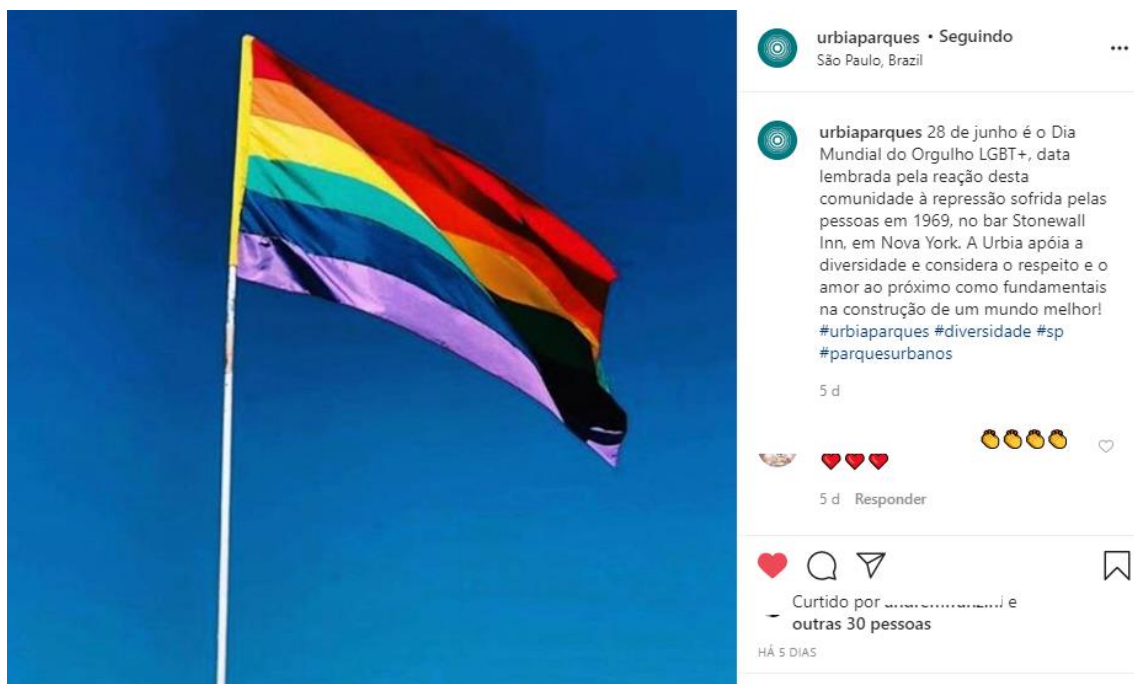 urbiaparques • Seguindo
São Paulo, Brazil
urbiaparques 28 de junho é o Dia
Mundial do Orgulho LGBT+, data
lembrada pela reação desta
comunidade à repressão sofrida pelas
pessoas em 1969, no bar Stonewall
Inn, em Nova York. A Urbia apóia a
diversidade e considera o respeito e o
amor ao próximo como fundamentais
na construção de um mundo melhor!
#urbiaparques #diversidade #sp
#parquesurbanos
5 d
5 d Responder
Curtido por e
outras 30 pessoas
HÁ 5 DIAS